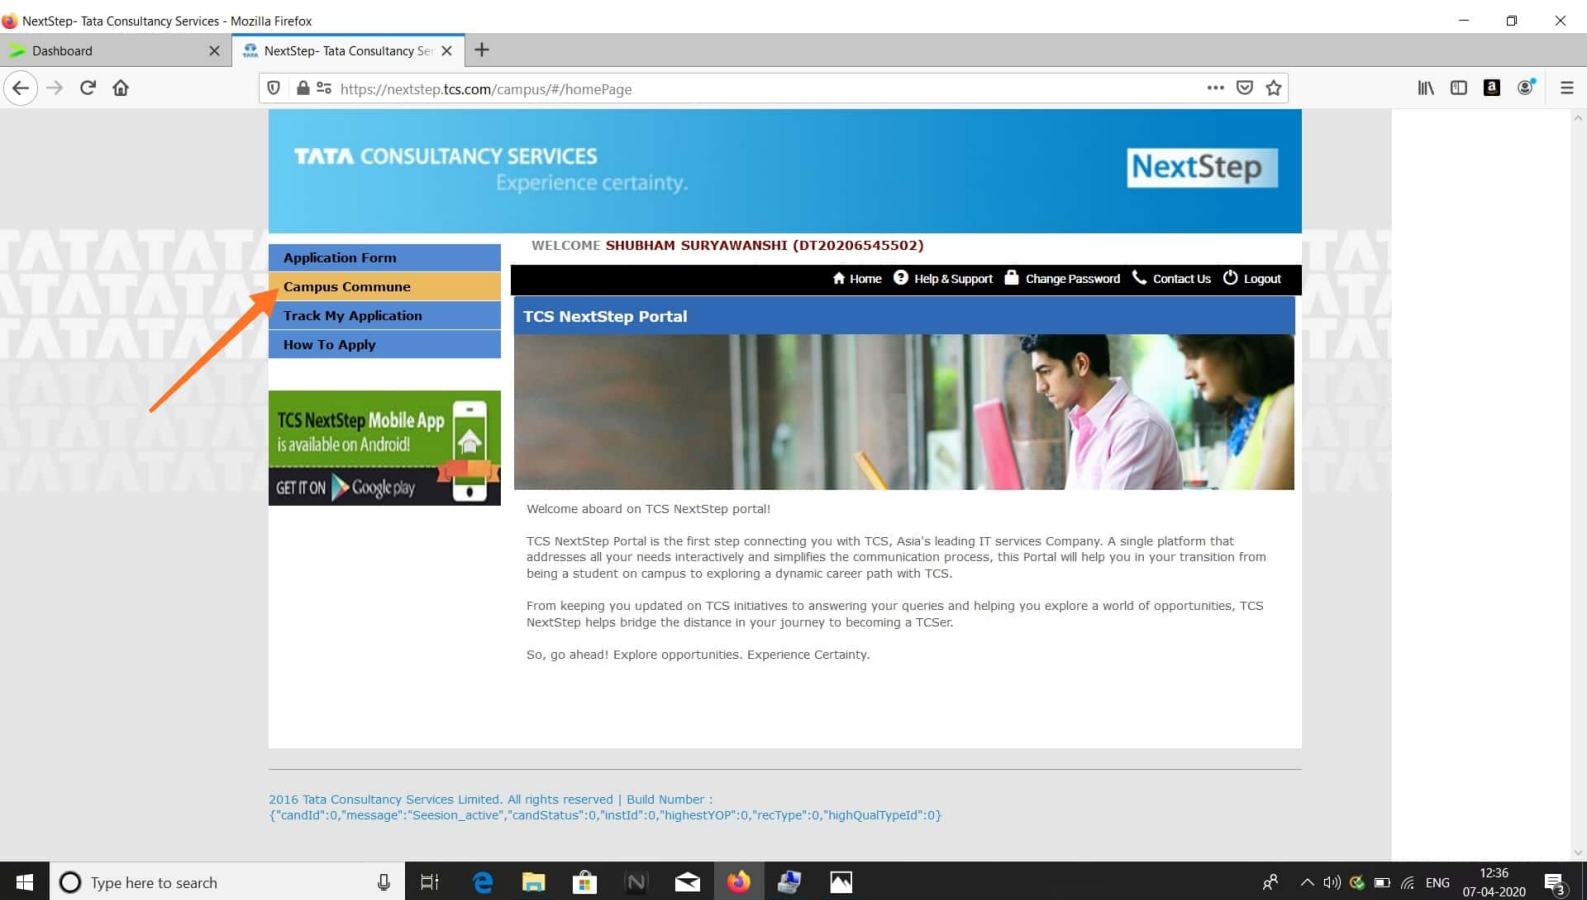 NextStep- Tata Consultancy Services - Mozilla Firefox
Dashboard
NextStep- Tata Consultancy Ser
https://nextstep.tcs.com/campus/#/homePage
TATA CONSULTANCY SERVICES
Experience certainty.
NextStep
WELCOME SHUBHAM SURYAWANSHI (DT20206545502)
Application Form
Campus Commune
Track My Application
How To Apply
Home
Help & Support
Change Password
Contact Us
Logout
TCS NextStep Portal
TCS NextStep Mobile App
is available on Android!
GET IT ON Google play
Welcome aboard on TCS NextStep portal!
TCS NextStep Portal is the first step connecting you with TCS, Asia's leading IT services Company. A single platform that
addresses all your needs interactively and simplifies the communication process, this Portal will help you in your transition from
being a student on campus to exploring a dynamic career path with TCS.
From keeping you updated on TCS initiatives to answering your queries and helping you explore a world of opportunities, TCS
NextStep helps bridge the distance in your journey to becoming a TCSer.
So, go ahead! Explore opportunities. Experience Certainty.
2016 Tata Consultancy Services Limited. All rights reserved | Build Number :
{"candId":0,"message":"Seesion_active","candStatus":0,"instId":0,"highestYOP":0,"recType":0,"highQualTypeId":0}
Type here to search
ENG
12:36
07-04-2020
3